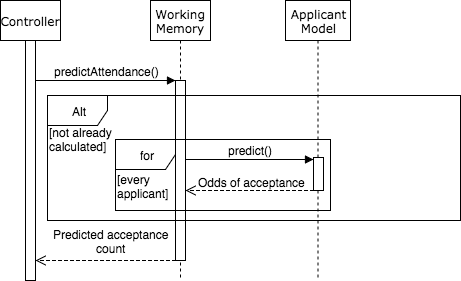 Controller
Working
Memory
Applicant
Model
predictAttendance()
Alt
[not already
calculated]
for
predict()
[every
applicant]
Odds of acceptance
Predicted acceptance
count